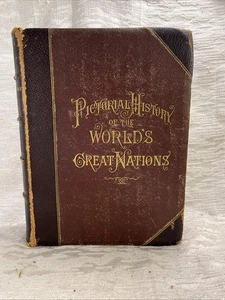 PICTORIAL HISTORY
OF THE
WORLD'S
GREAT NATIONS